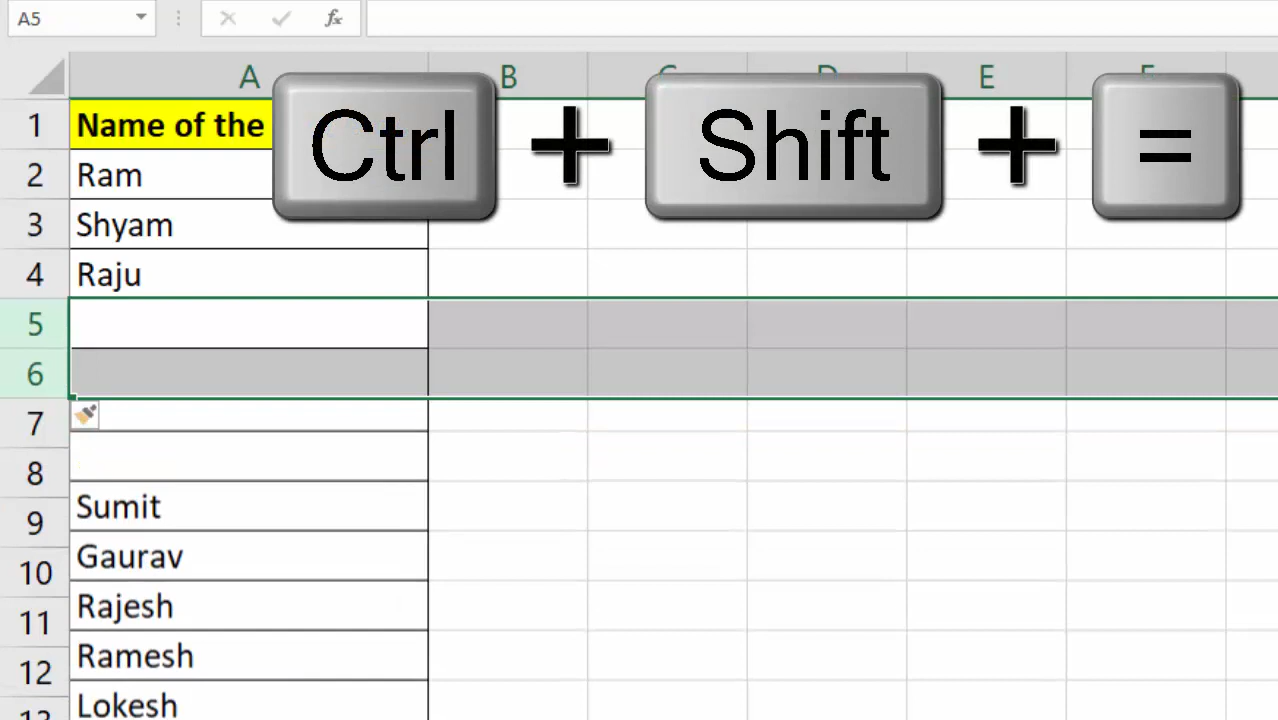 A5 fx
A B E
Ctrl + Shift + =
1 Name of the
2 Ram
3 Shyam
4 Raju
5
6
7
8
Sumit
9
Gaurav
10
Rajesh
11
Ramesh
12
Lokesh